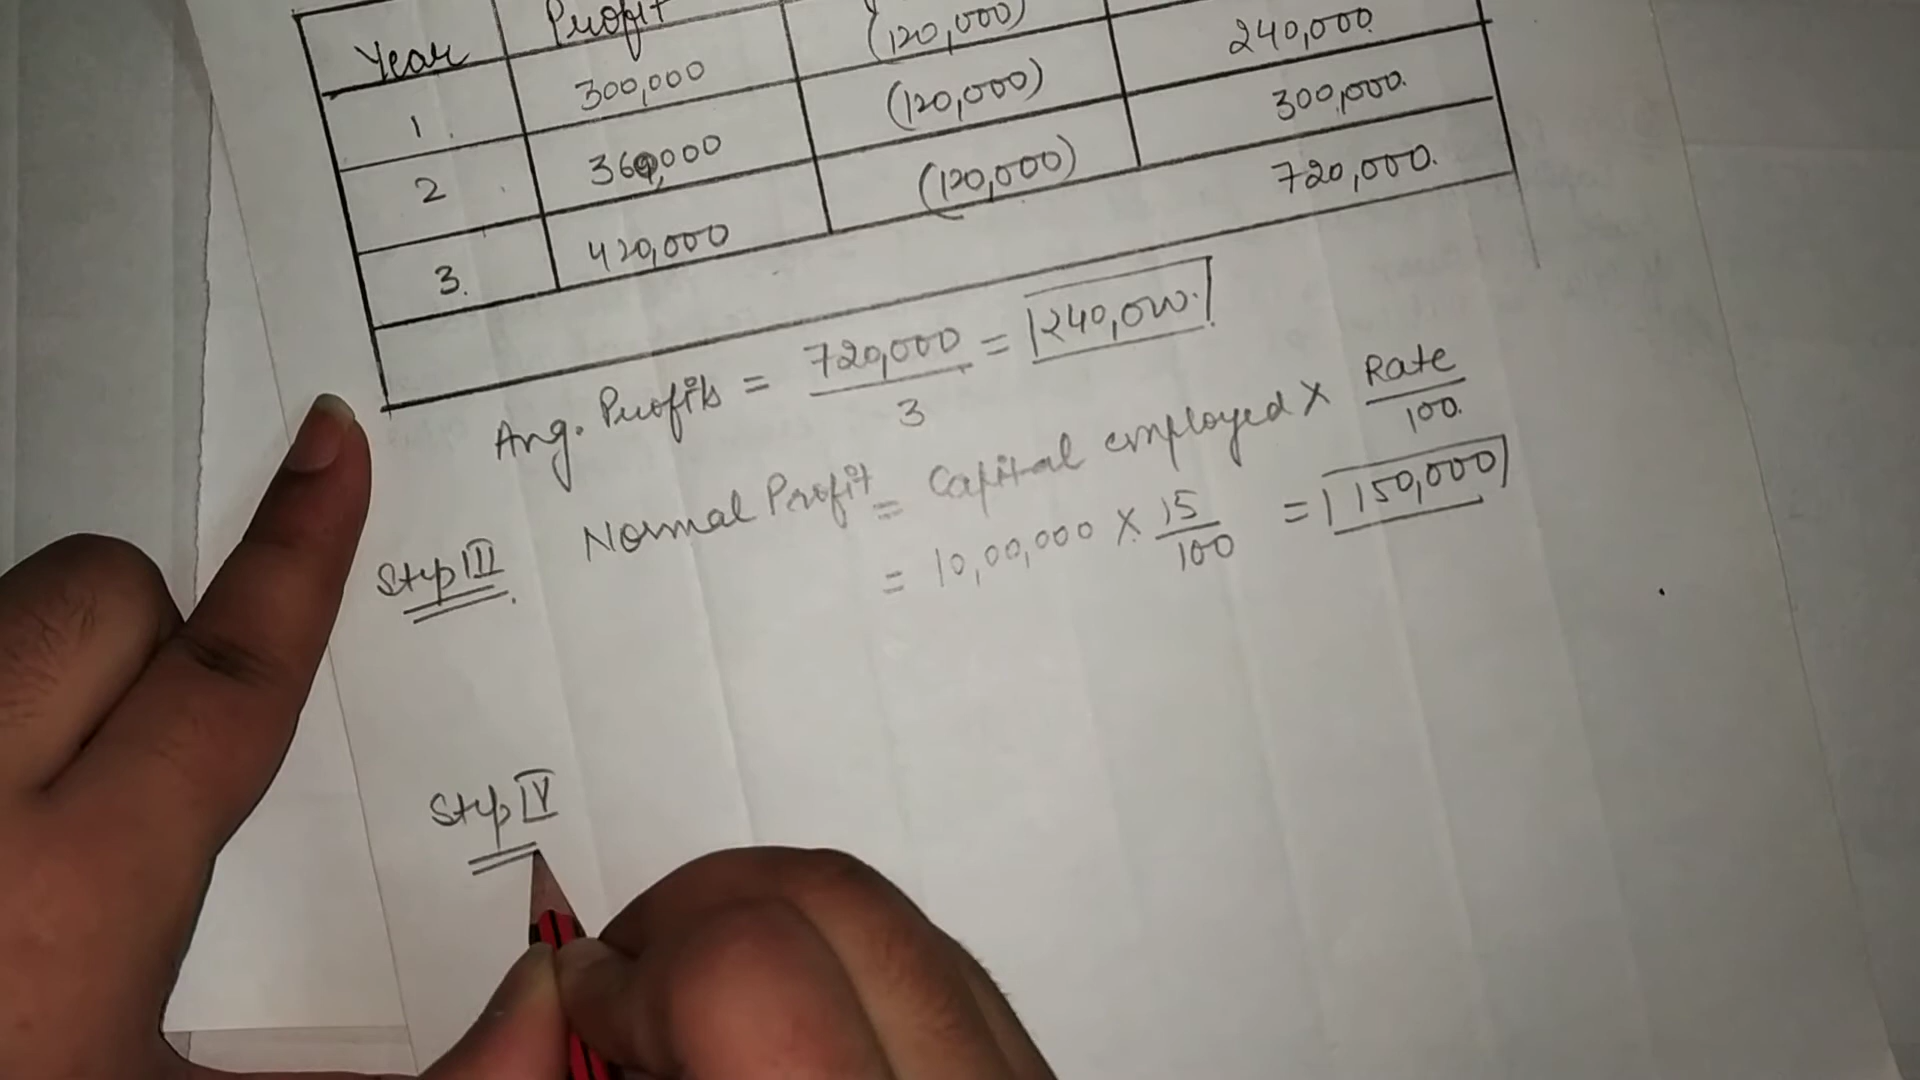 Year Profit
1. 300,000 (120,000)
2 360,000 (120,000) 240,000.
3. 420,000 (120,000) 300,000.
720,000.
Avg. Profits = 720,000 / 3 = 240,000.
Step III Normal Profit = Capital employed X Rate / 100.
= 10,00,000 X 15 / 100 = 150,000
Step IV